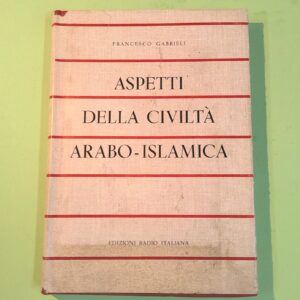 FRANCESCO GABRIELI
ASPETTI
DELLA CIVILTÀ
ARABO-ISLAMICA
EDIZIONI RADIO ITALIANA